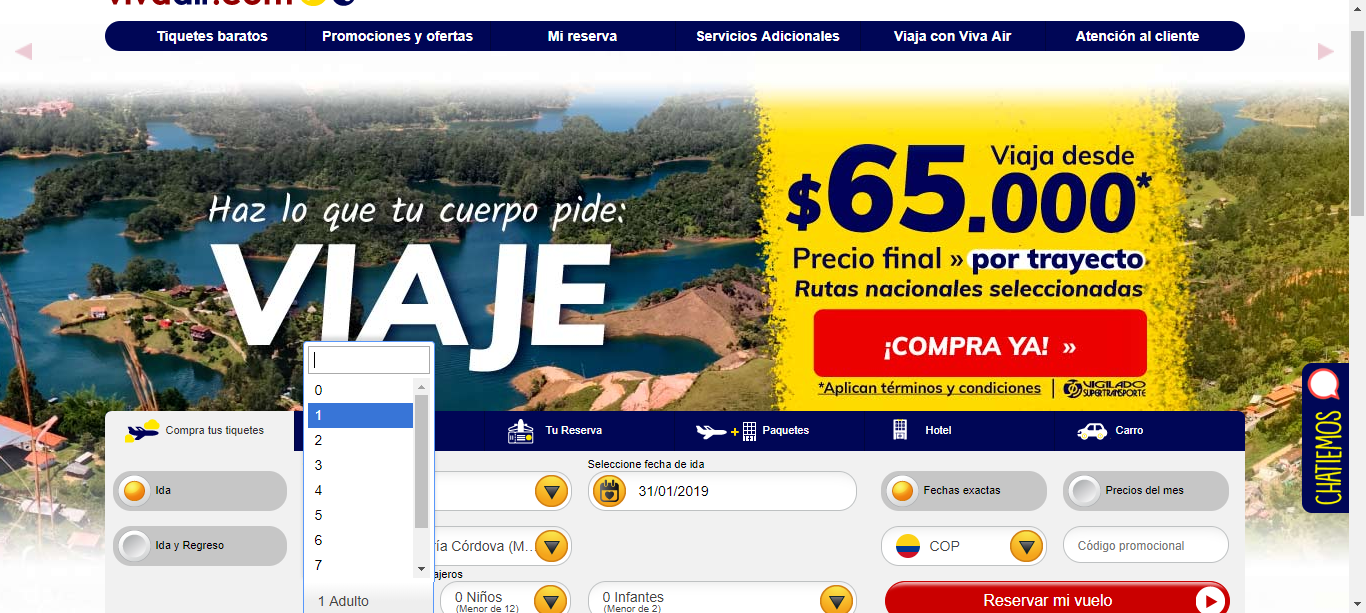 vivaair.com
Tiquetes baratos
Promociones y ofertas
Mi reserva
Servicios Adicionales
Viaja con Viva Air
Atención al cliente
Haz lo que tu cuerpo pide:
VIAJE
Viaja desde
$65.000*
Precio final » por trayecto
Rutas nacionales seleccionadas
¡COMPRA YA! »
*Aplican términos y condiciones
VIGILADO
SUPERTRANSPORTE
CHATIEMOS
0
1
2
3
4
5
6
7
1 Adulto
Compra tus tiquetes
Tu Reserva
Paquetes
Hotel
Carro
Seleccione fecha de ida
Ida
31/01/2019
Fechas exactas
Precios del mes
Ida y Regreso
ía Córdova (M...
COP
Código promocional
ajeros
0 Niños
(Menor de 12)
0 Infantes
(Menor de 2)
Reservar mi vuelo